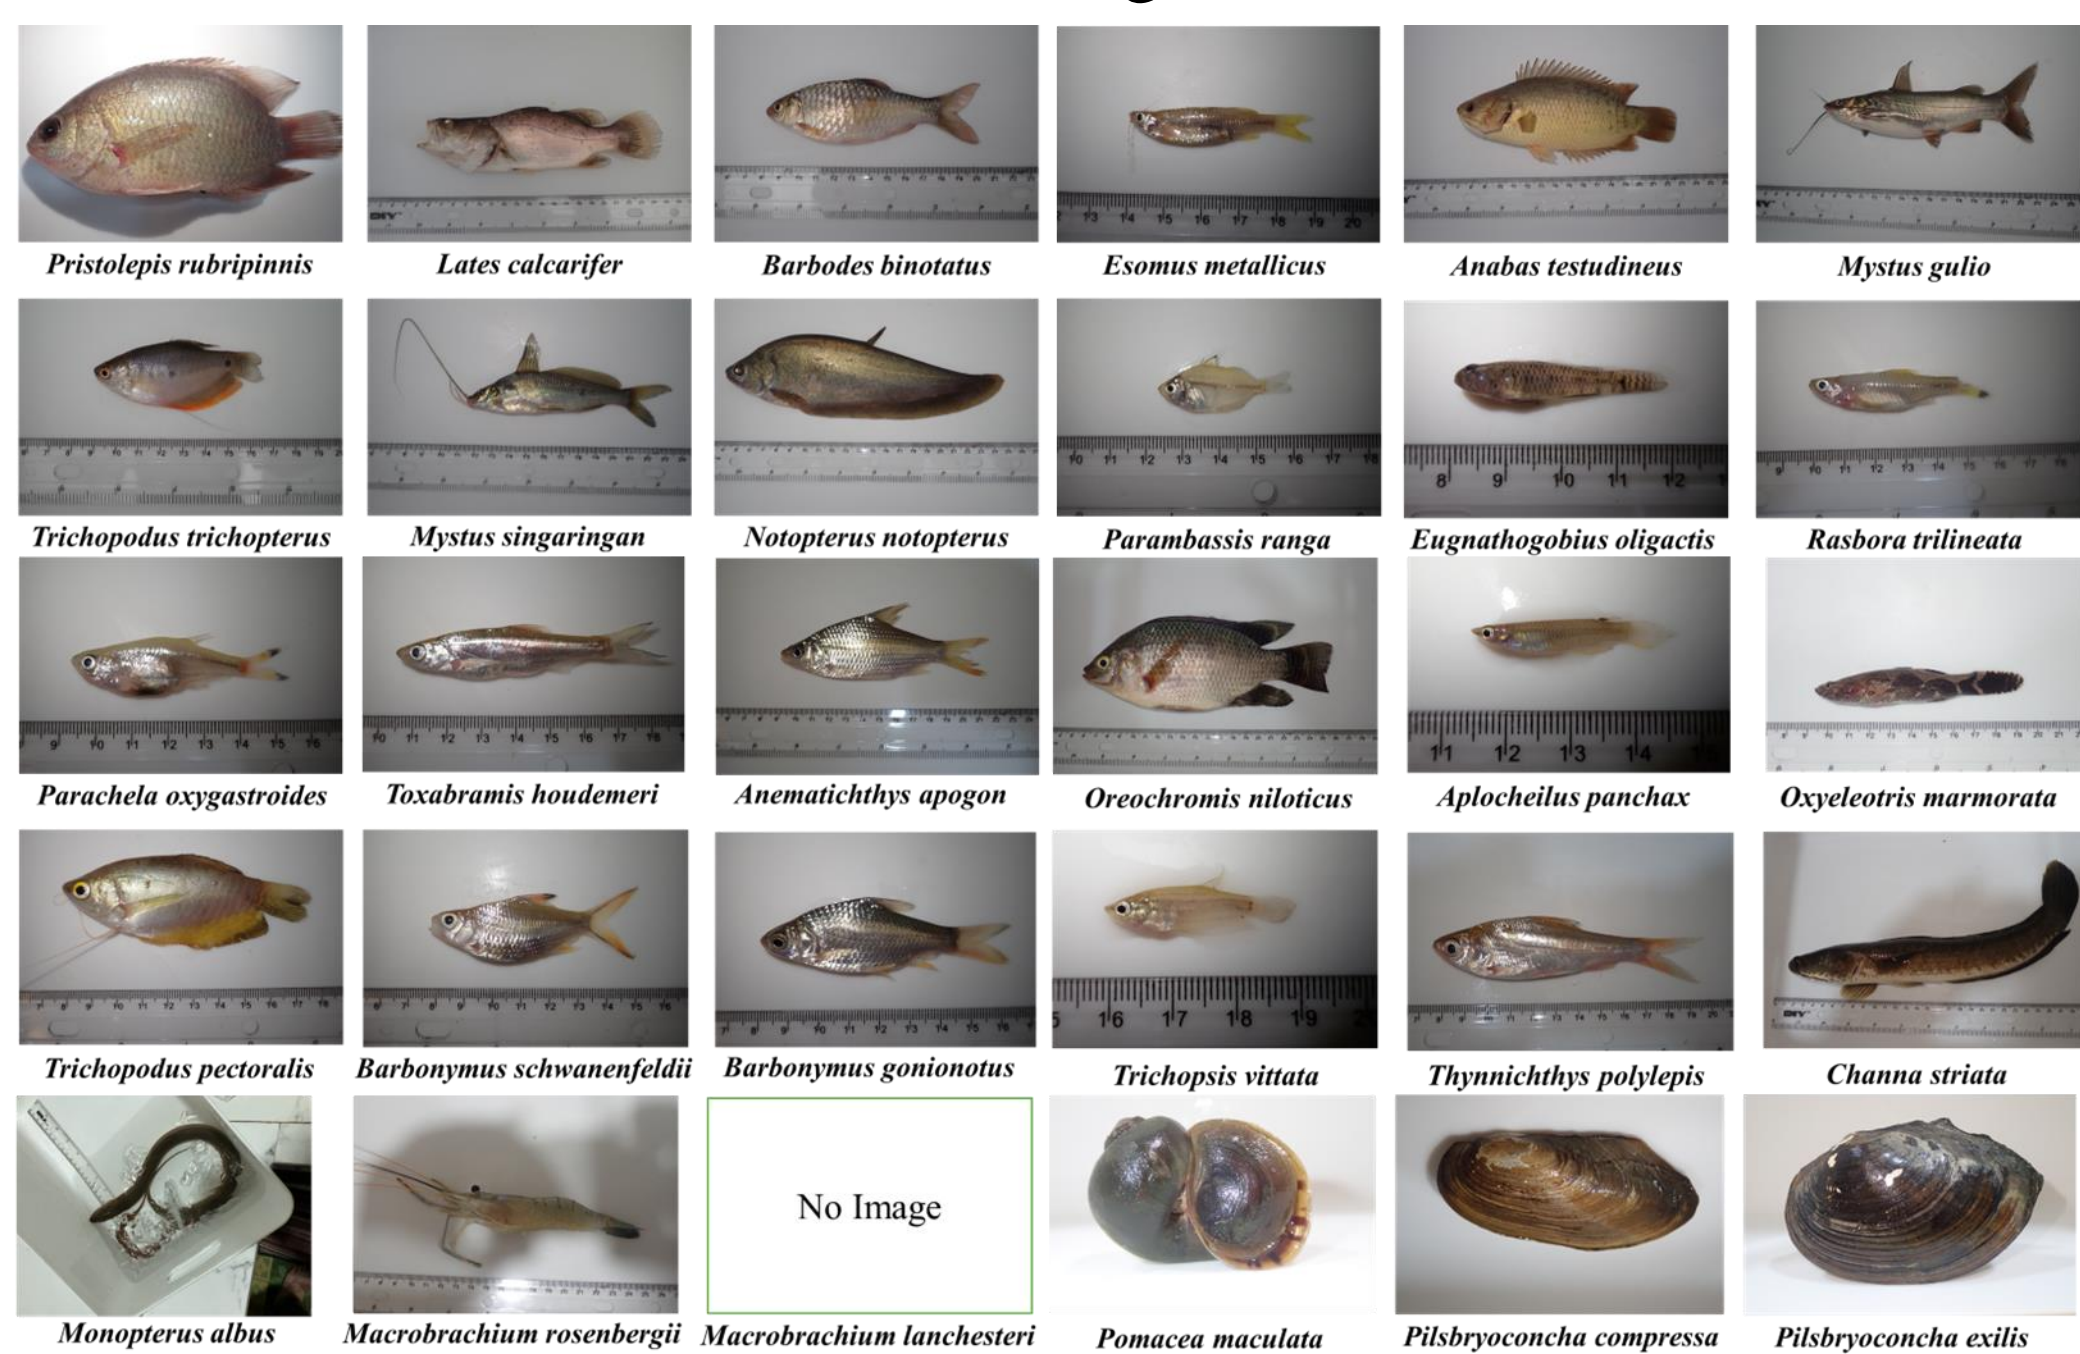 Pristolepis rubripinnis
Lates calcarifer
Barbodes binotatus
Esomus metallicus
Anabas testudineus
Mystus gulio
Trichopodus trichopterus
Mystus singaringan
Notopterus notopterus
Parambassis ranga
Eugnathogobius oligactis
Rasbora trilineata
Parachela oxygastroides
Toxabramis houdemeri
Anematichthys apogon
Oreochromis niloticus
Aplocheilus panchax
Oxyeleotris marmorata
Trichopodus pectoralis
Barbonymus schwanenfeldii
Barbonymus gonionotus
Trichopsis vittata
Thynnichthys polylepis
Channa striata
No Image
Monopterus albus
Macrobrachium rosenbergii
Macrobrachium lanchesteri
Pomacea maculata
Pilsbryoconcha compressa
Pilsbryoconcha exilis